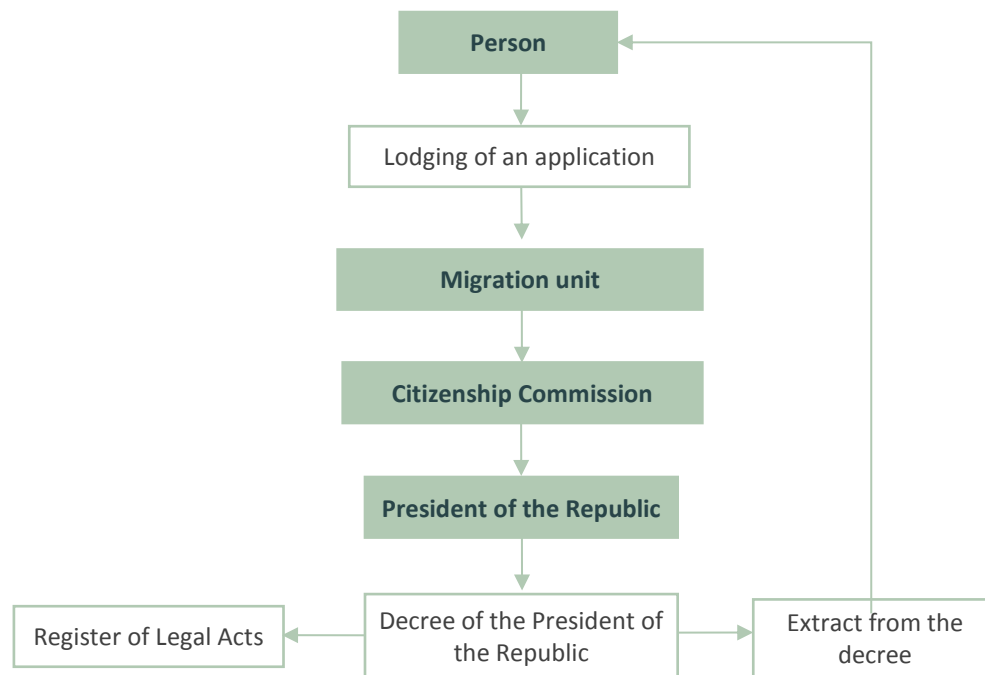 Person
Lodging of an application
Migration unit
Citizenship Commission
President of the Republic
Register of Legal Acts
Decree of the President of
the Republic
Extract from the
decree